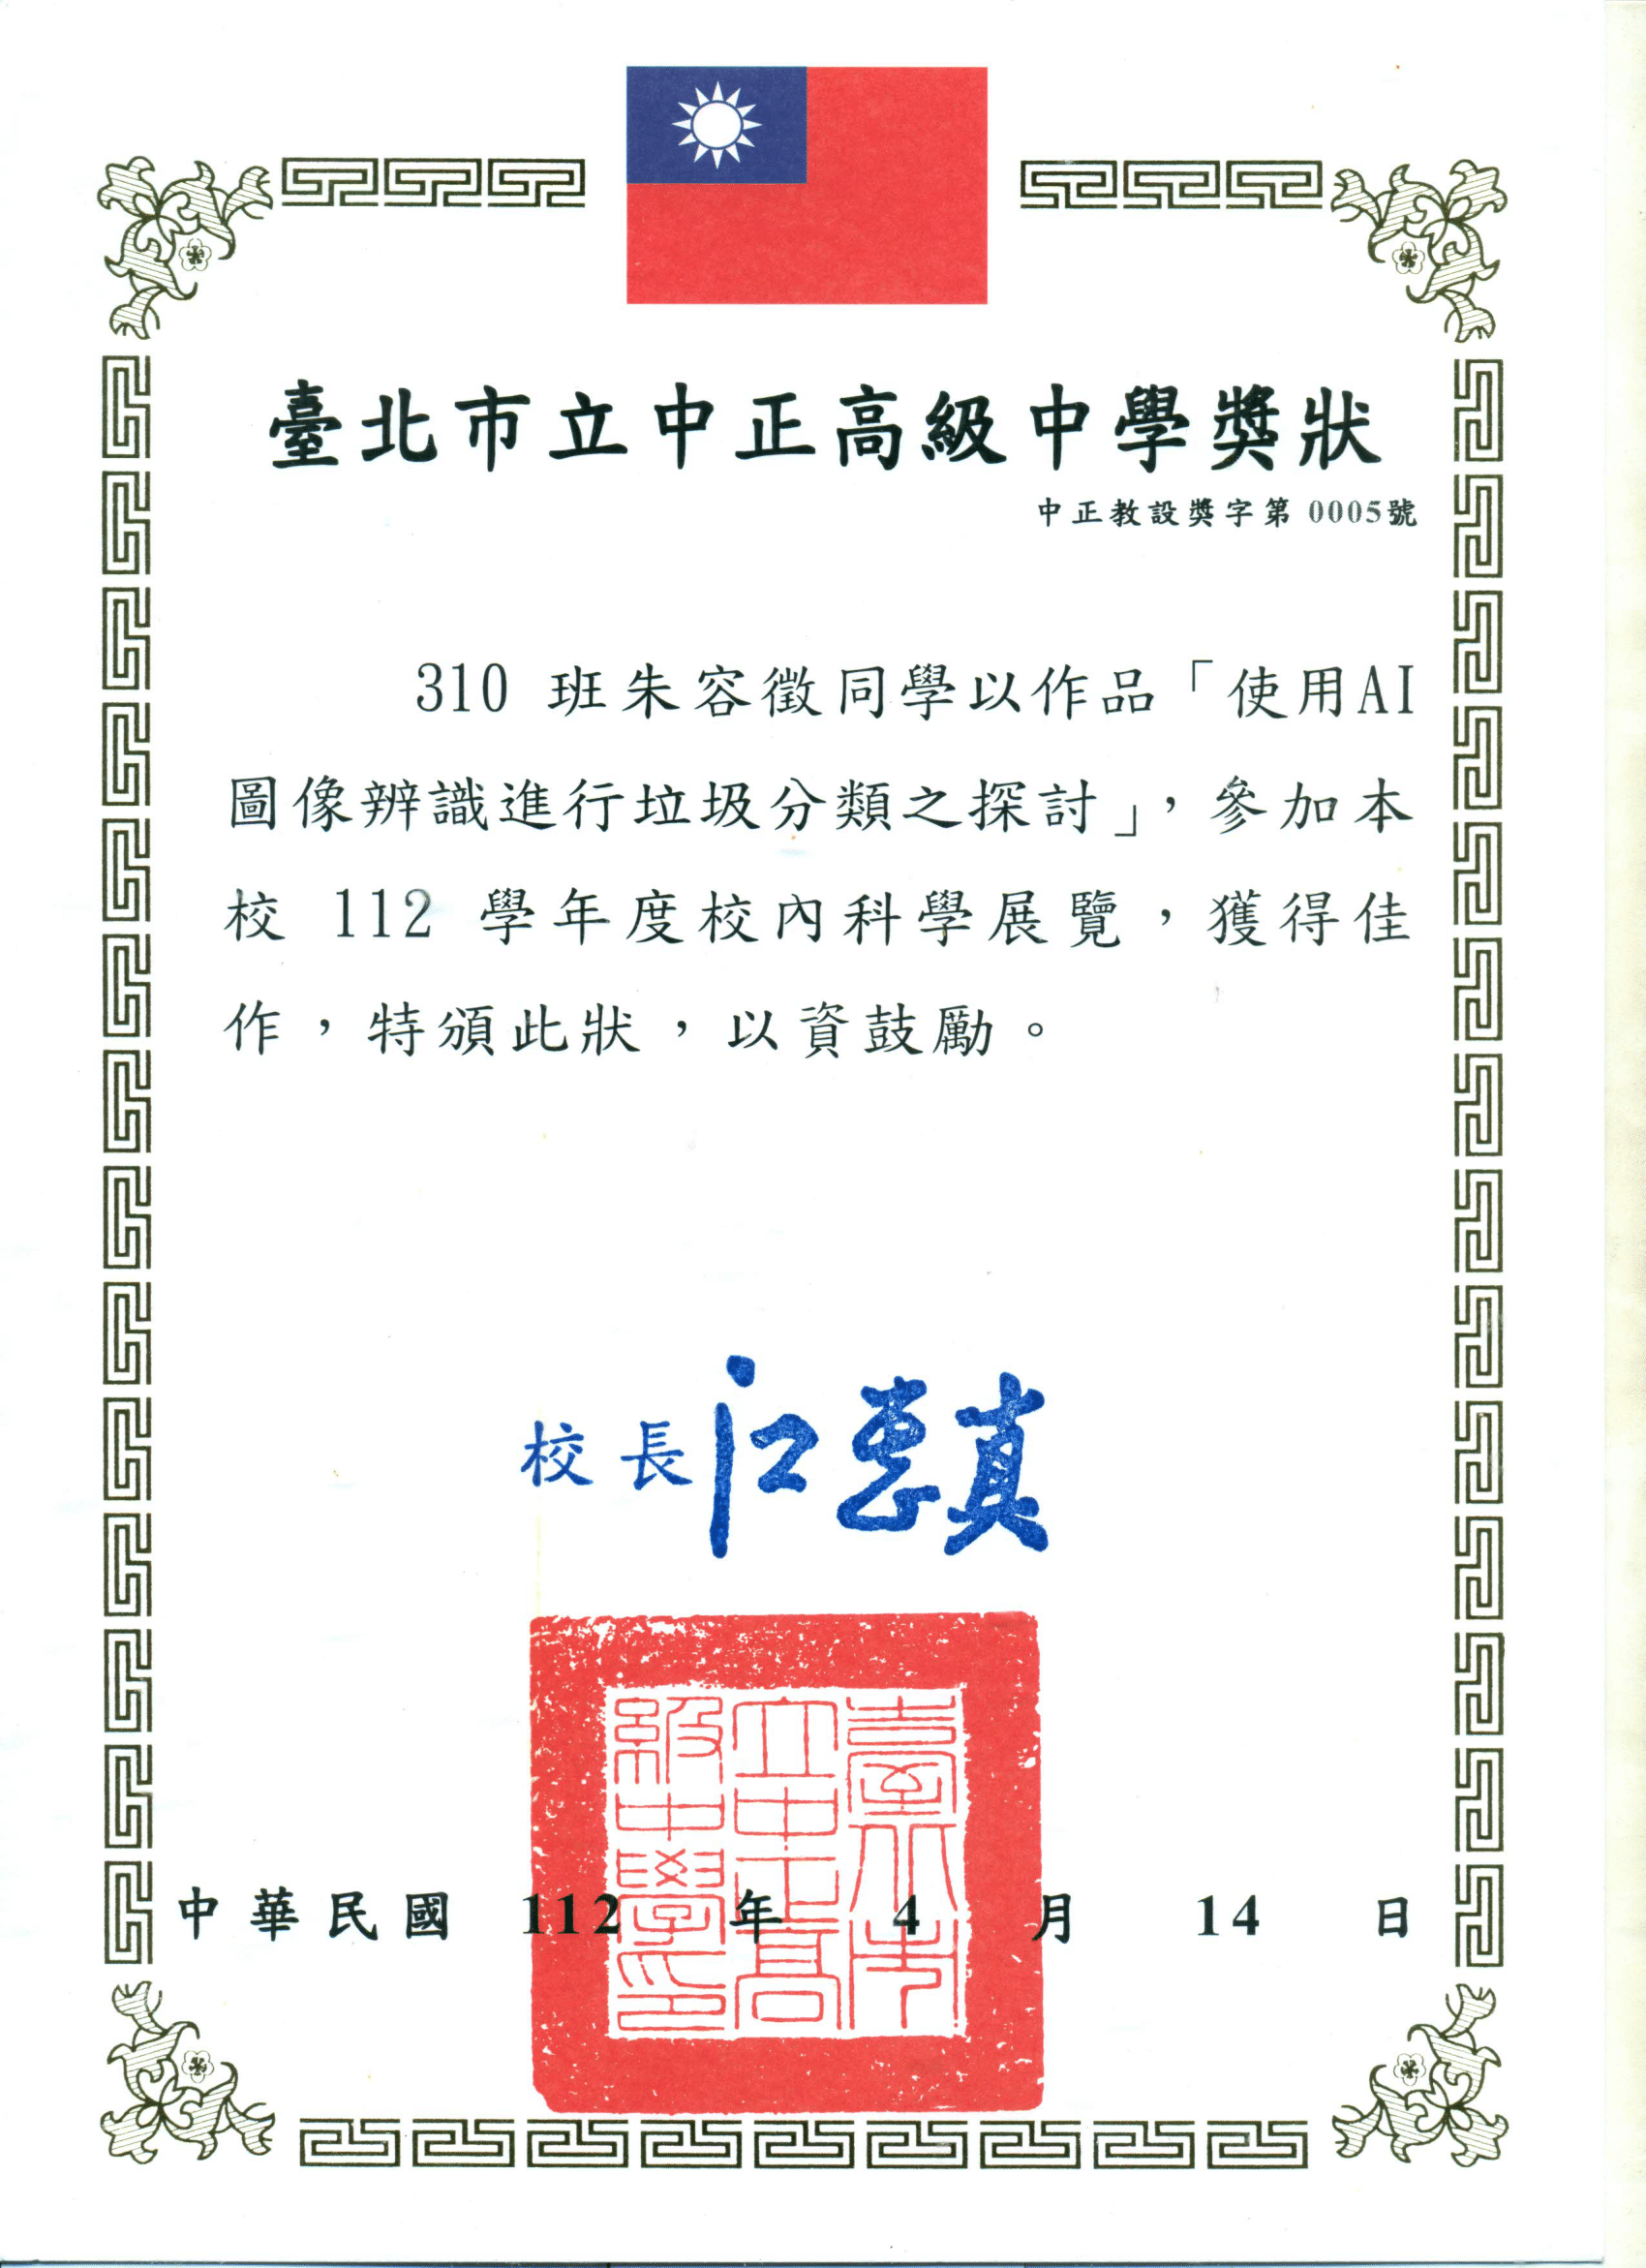 臺北市立中正高級中學獎狀
中正教設獎字第 0005號
310 班朱容徵同學以作品「使用AI
圖像辨識進行垃圾分類之探討」，參加本
校 112 學年度校內科學展覽，獲得佳
作，特頒此狀，以資鼓勵。
校長江惠真
臺北市
立中正高
級中學印
中華民國 112 年 4 月 14 日